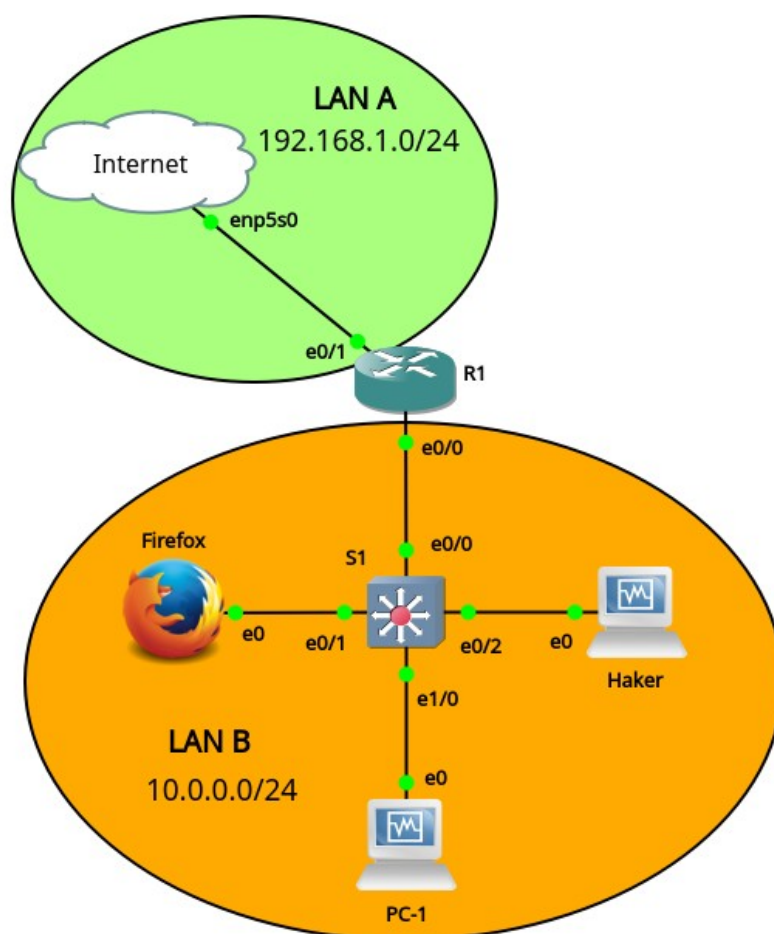 LAN A
192.168.1.0/24
Internet
enp5s0
e0/1
R1
e0/0
Firefox
S1
e0/0
e0
e0/1
e0/2
e0
Haker
e1/0
LAN B
10.0.0.0/24
e0
PC-1